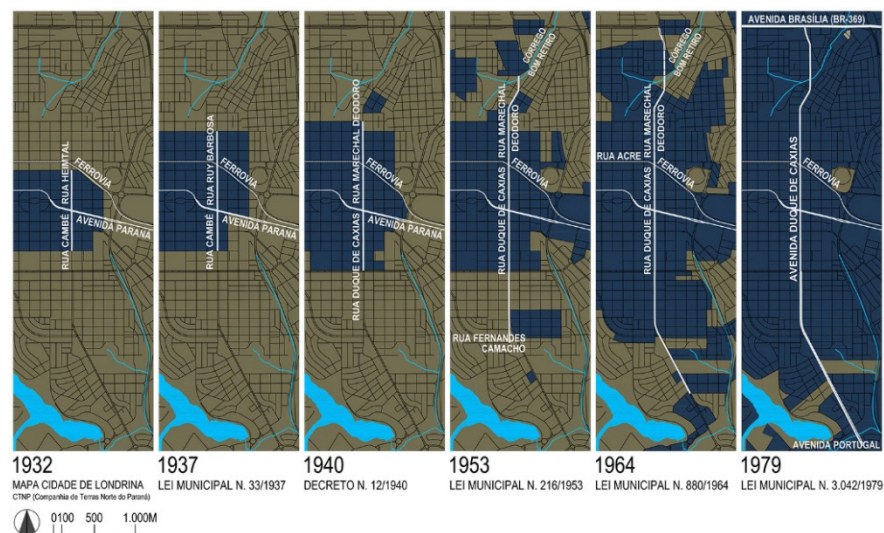 RUA CAMBÉ
RUA HEIMTAL
FERROVIA
AVENIDA PARANÁ
1932
MAPA CIDADE DE LONDRINA
CTNP (Companhia de Terras Norte do Paraná)
RUA CAMBÉ
RUA RUY BARBOSA
FERROVIA
AVENIDA PARANÁ
1937
LEI MUNICIPAL N. 33/1937
RUA DUQUE DE CAXIAS
RUA MARECHAL DEODORO
FERROVIA
AVENIDA PARANÁ
1940
DECRETO N. 12/1940
CÓRREGO
BOM RETIRO
RUA MARECHAL
DEODORO
RUA DUQUE DE CAXIAS
FERROVIA
RUA FERNANDES
CAMACHO
1953
LEI MUNICIPAL N. 216/1953
CÓRREGO
BOM RETIRO
RUA MARECHAL
DEODORO
RUA ACRE
RUA DUQUE DE CAXIAS
FERROVIA
1964
LEI MUNICIPAL N. 880/1964
AVENIDA BRASÍLIA (BR-369)
AVENIDA DUQUE DE CAXIAS
FERROVIA
AVENIDA PORTUGAL
1979
LEI MUNICIPAL N. 3.042/1979
0100 500 1.000M